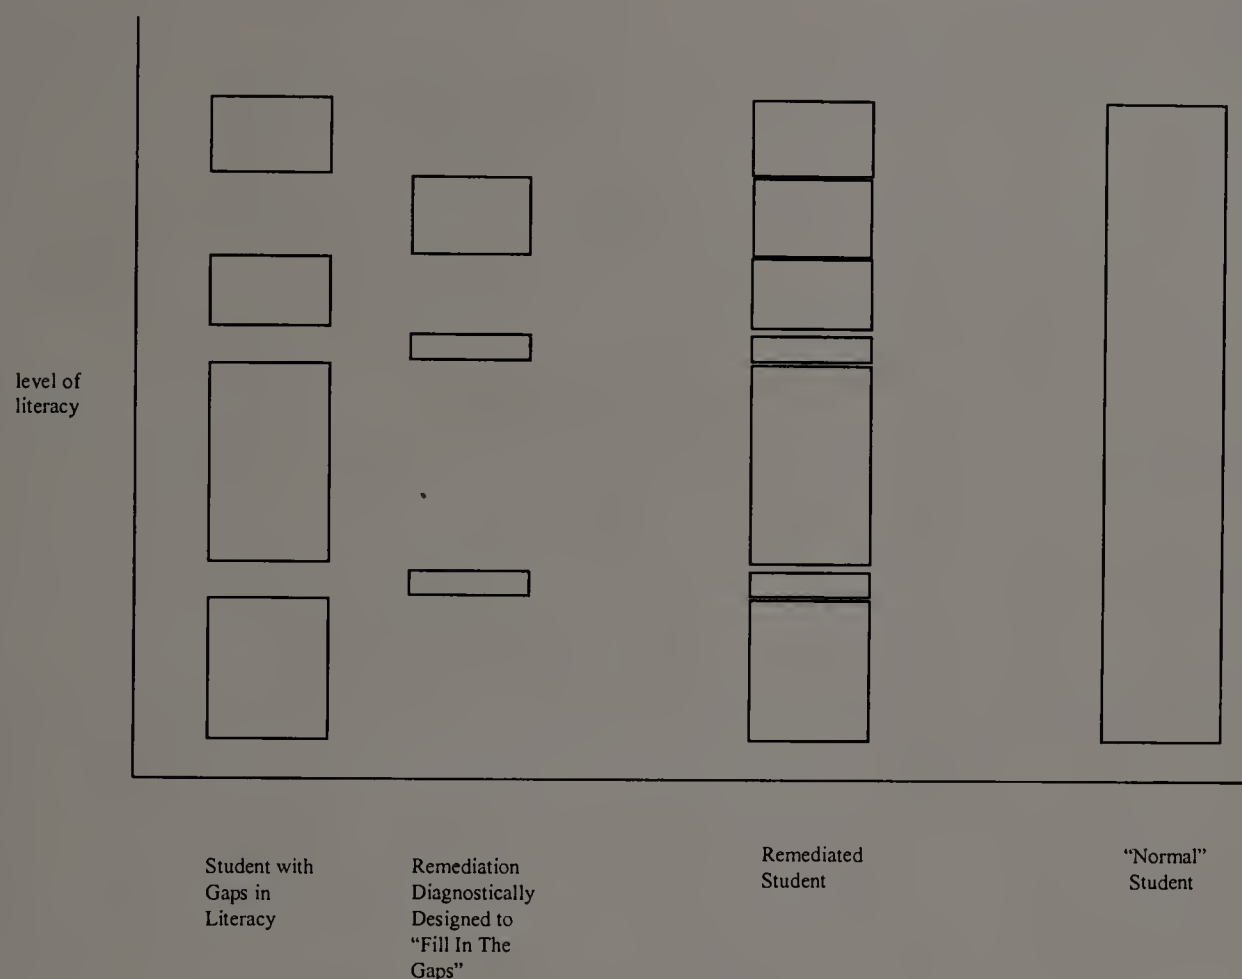 level of
literacy
Student with
Gaps in
Literacy
Remediation
Diagnostically
Designed to
“Fill In The
Gaps”
Remediated
Student
“Normal”
Student